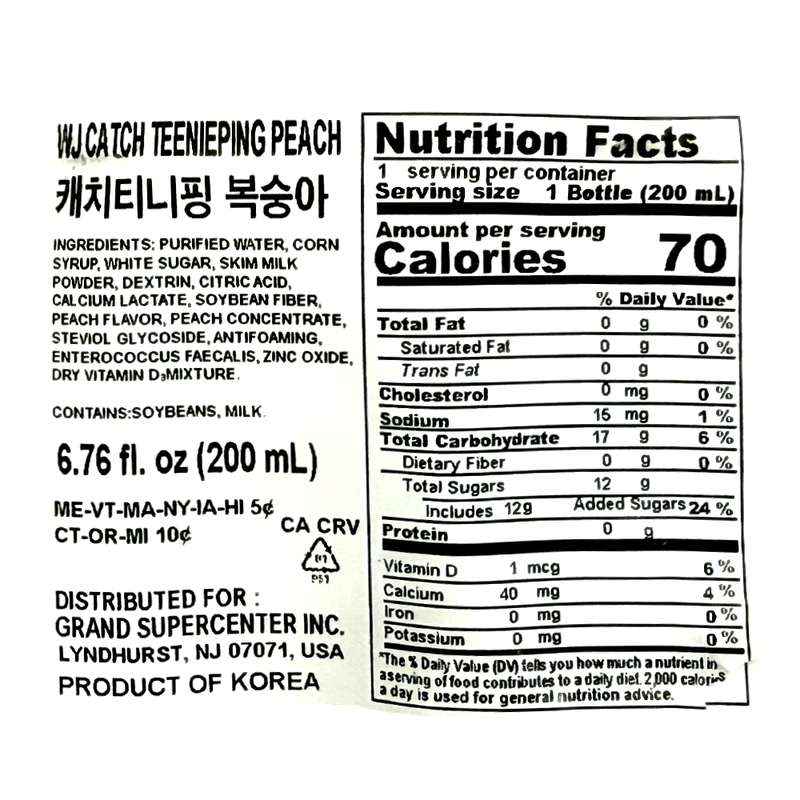 WJ CATCH TEENIEPING PEACH
캐치티니핑 복숭아
INGREDIENTS: PURIFIED WATER, CORN
SYRUP, WHITE SUGAR, SKIM MILK
POWDER, DEXTRIN, CITRIC ACID,
CALCIUM LACTATE, SOYBEAN FIBER,
PEACH FLAVOR, PEACH CONCENTRATE,
STEVIOL GLYCOSIDE, ANTIFOAMING,
ENTEROCOCCUS FAECALIS, ZINC OXIDE,
DRY VITAMIN D₃MIXTURE.
CONTAINS:SOYBEANS, MILK.
6.76 fl. oz (200 mL)
ME-VT-MA-NY-IA-HI 5¢
CT-OR-MI 10¢
CA CRV
DISTRIBUTED FOR :
GRAND SUPERCENTER INC.
LYNDHURST, NJ 07071, USA
PRODUCT OF KOREA
Nutrition Facts
1 serving per container
Serving size 1 Bottle (200 mL)
Amount per serving
Calories 70
% Daily Value*
Total Fat 0 g 0 %
Saturated Fat 0 g 0 %
Trans Fat 0 g
Cholesterol 0 mg 0 %
Sodium 15 mg 1 %
Total Carbohydrate 17 g 6 %
Dietary Fiber 0 g 0 %
Total Sugars 12 g
Includes 12g Added Sugars 24 %
Protein 0 g
Vitamin D 1 mcg 6 %
Calcium 40 mg 4 %
Iron 0 mg 0 %
Potassium 0 mg 0 %
*The % Daily Value (DV) tells you how much a nutrient in
a serving of food contributes to a daily diet. 2,000 calories
a day is used for general nutrition advice.